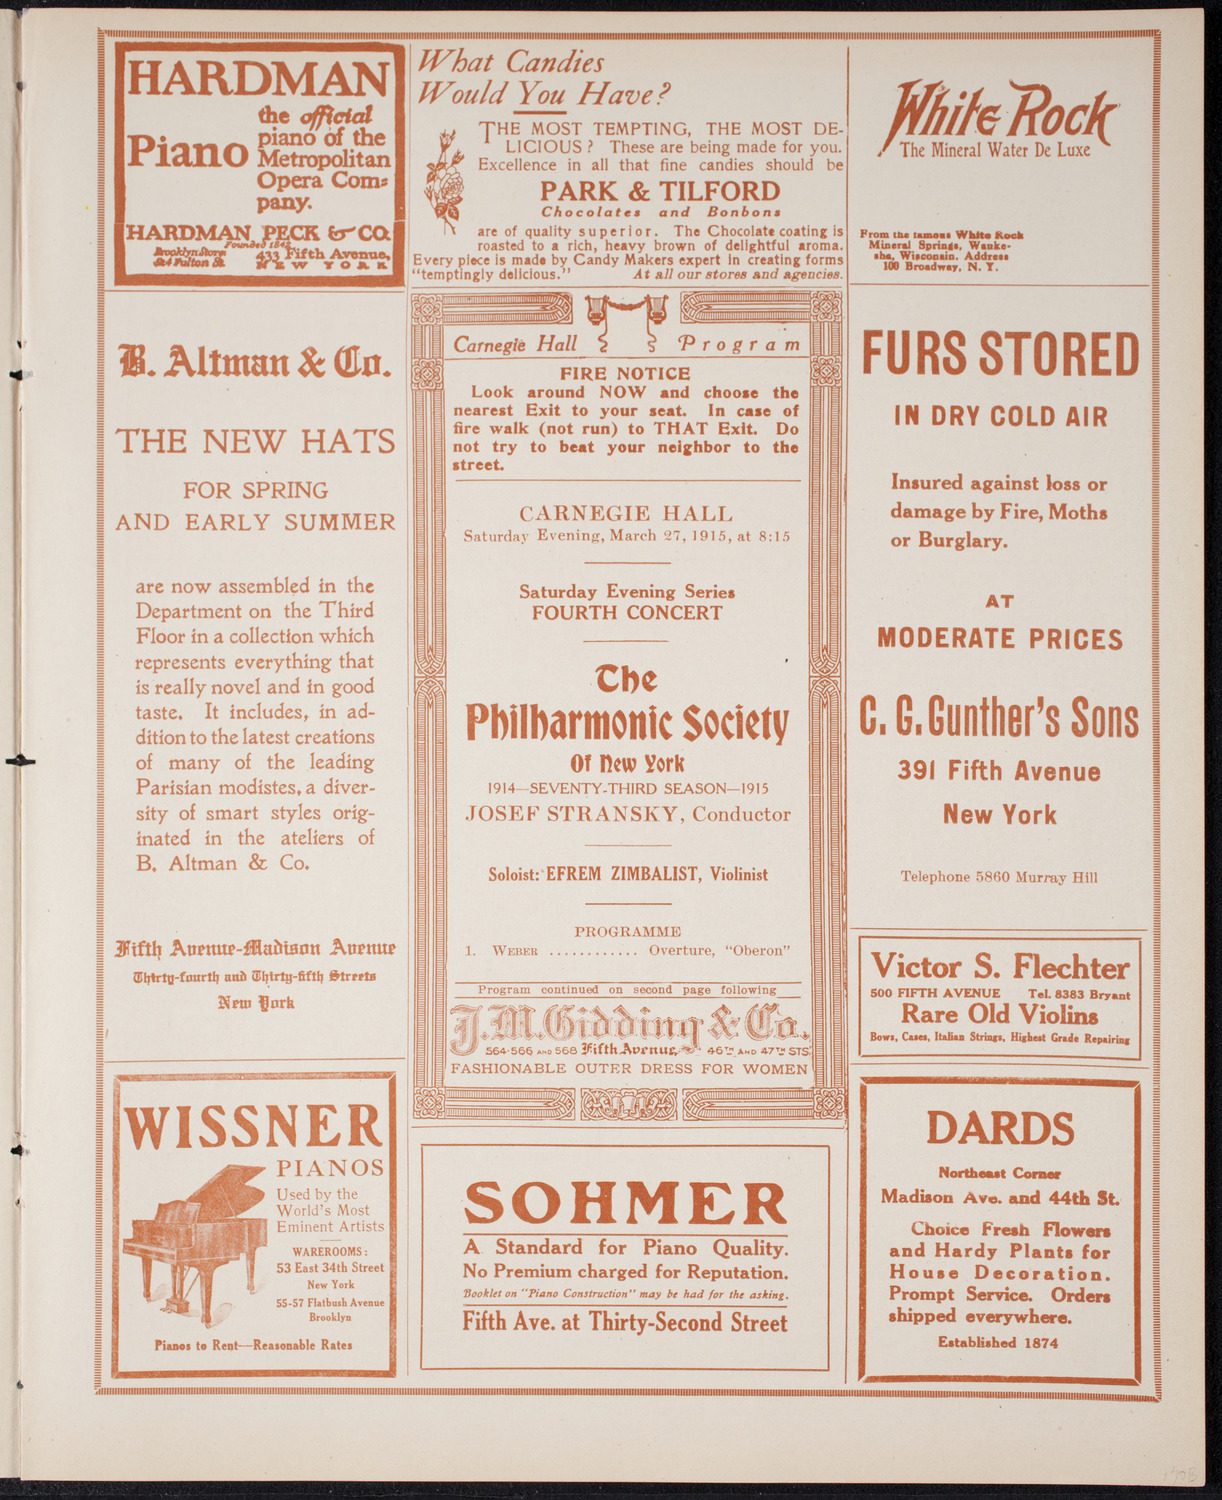 HARDMAN
Piano
the official
piano of the
Metropolitan
Opera Com=
pany.
HARDMAN, PECK & CO.
Founded 1842
Brooklyn Store
524 Fulton St.
433 Fifth Avenue,
NEW YORK
What Candies
Would You Have?
THE MOST TEMPTING, THE MOST DE-
LICIOUS? These are being made for you.
Excellence in all that fine candies should be
PARK & TILFORD
Chocolates and Bonbons
are of quality superior. The Chocolate coating is
roasted to a rich, heavy brown of delightful aroma.
Every piece is made by Candy Makers expert in creating forms
"temptingly delicious." At all our stores and agencies.
White Rock
The Mineral Water De Luxe
From the famous White Rock
Mineral Springs, Wauke-
sha, Wisconsin. Address
100 Broadway, N. Y.
B. Altman & Co.
THE NEW HATS
FOR SPRING
AND EARLY SUMMER
are now assembled in the
Department on the Third
Floor in a collection which
represents everything that
is really novel and in good
taste. It includes, in ad-
dition to the latest creations
of many of the leading
Parisian modistes, a diver-
sity of smart styles orig-
inated in the ateliers of
B. Altman & Co.
Fifth Avenue-Madison Avenue
Thirty-fourth and Thirty-fifth Streets
New York
WISSNER
PIANOS
Used by the
World's Most
Eminent Artists
WAREROOMS:
53 East 34th Street
New York
55-57 Flatbush Avenue
Brooklyn
Pianos to Rent—Reasonable Rates
Carnegie Hall Program
FIRE NOTICE
Look around NOW and choose the
nearest Exit to your seat. In case of
fire walk (not run) to THAT Exit. Do
not try to beat your neighbor to the
street.
CARNEGIE HALL
Saturday Evening, March 27, 1915, at 8:15
Saturday Evening Series
FOURTH CONCERT
The
Philharmonic Society
Of New York
1914—SEVENTY-THIRD SEASON—1915
JOSEF STRANSKY, Conductor
Soloist: EFREM ZIMBALIST, Violinist
PROGRAMME
1. WEBER ............ Overture, "Oberon"
Program continued on second page following
J.M. Gidding & Co.
564-566 AND 568 Fifth Avenue 46TH AND 47TH STS.
FASHIONABLE OUTER DRESS FOR WOMEN
SOHMER
A Standard for Piano Quality.
No Premium charged for Reputation.
Booklet on "Piano Construction" may be had for the asking.
Fifth Ave. at Thirty-Second Street
FURS STORED
IN DRY COLD AIR
Insured against loss or
damage by Fire, Moths
or Burglary.
AT
MODERATE PRICES
C. G. Gunther's Sons
391 Fifth Avenue
New York
Telephone 5860 Murray Hill
Victor S. Flechter
500 FIFTH AVENUE Tel. 8383 Bryant
Rare Old Violins
Bows, Cases, Italian Strings, Highest Grade Repairing
DARDS
Northeast Corner
Madison Ave. and 44th St.
Choice Fresh Flowers
and Hardy Plants for
House Decoration.
Prompt Service. Orders
shipped everywhere.
Established 1874